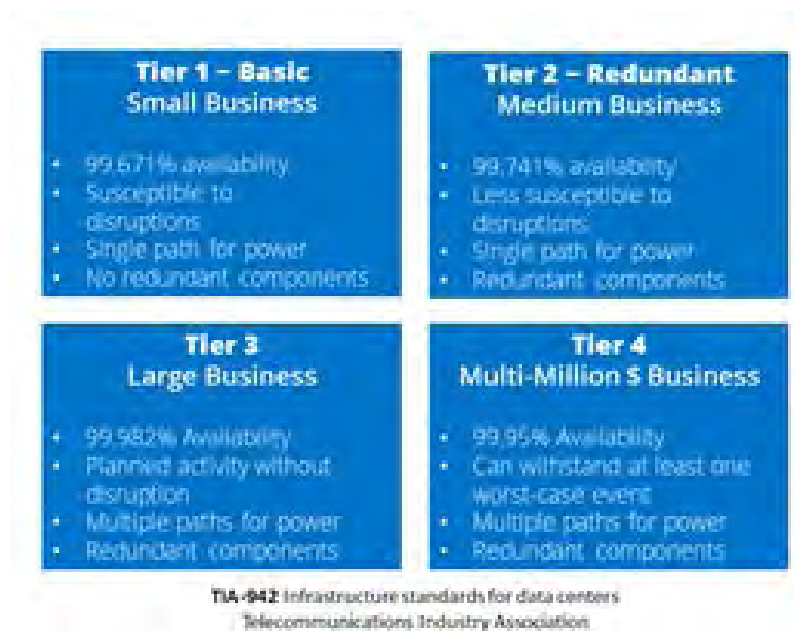 Tier 1 – Basic
Small Business
• 99.671% availability
• Susceptible to
disruptions
• Single path for power
• No redundant components
Tier 2 – Redundant
Medium Business
• 99.741% availability
• Less susceptible to
disruptions
• Single path for power
• Redundant components
Tier 3
Large Business
• 99.982% Availability
• Planned activity without
disruption
• Multiple paths for power
• Redundant components
Tier 4
Multi-Million $ Business
• 99.95% Availability
• Can withstand at least one
worst-case event
• Multiple paths for power
• Redundant components
TIA-942 Infrastructure standards for data centers
Telecommunications Industry Association